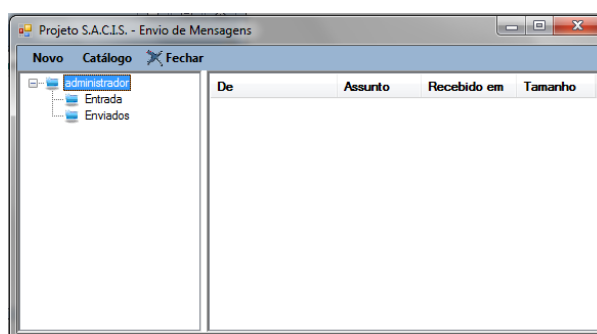 Projeto S.A.C.I.S. - Envio de Mensagens
Novo Catálogo Fechar
administrador
Entrada
Enviados
De Assunto Recebido em Tamanho